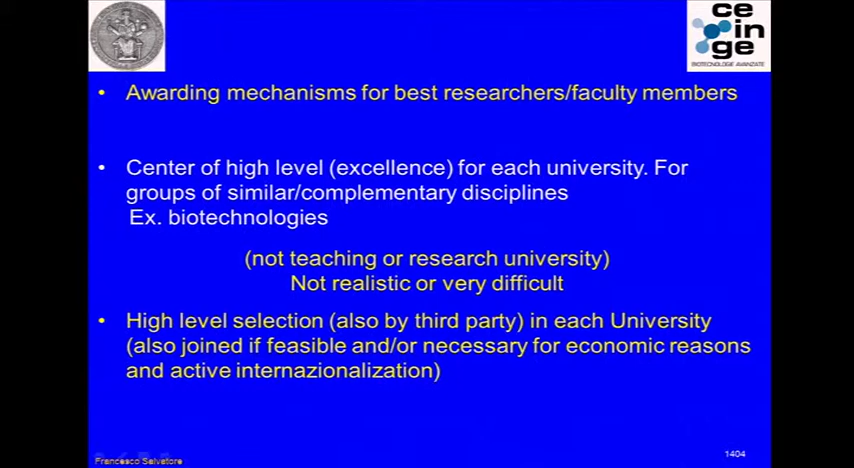 ce
in
ge
BIOTECNOLOGIE AVANZATE
• Awarding mechanisms for best researchers/faculty members
• Center of high level (excellence) for each university. For
groups of similar/complementary disciplines
Ex. biotechnologies
(not teaching or research university)
Not realistic or very difficult
• High level selection (also by third party) in each University
(also joined if feasible and/or necessary for economic reasons
and active internazionalization)
Francesco Salvatore
1404